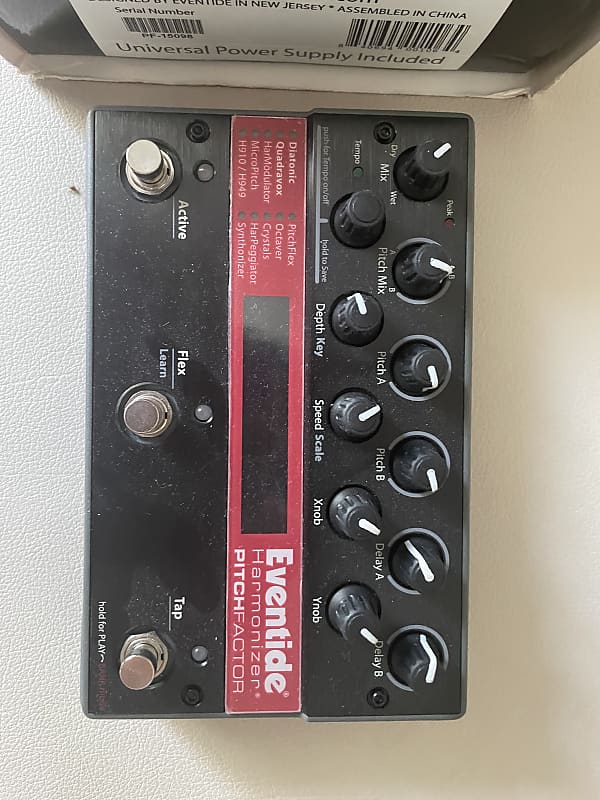 DESIGNED BY EVENTIDE IN NEW JERSEY • ASSEMBLED IN CHINA
Serial Number
PF-15098
Universal Power Supply Included
Peak
Dry
Mix
Wet
A
Pitch Mix
B
Pitch A
Pitch B
Delay A
Delay B
Tempo
push for Tempo on/off
hold to Save
Depth Key
Speed Scale
Xnob
Ynob
Diatonic
PitchFlex
Quadravox
Octaver
HarModulator
Crystals
MicroPitch
HarPeggiator
H910 / H949
Synthonizer
Eventide®
Harmonizer®
PITCHFACTOR
Active
Flex
Learn
Tap
hold for PLAY